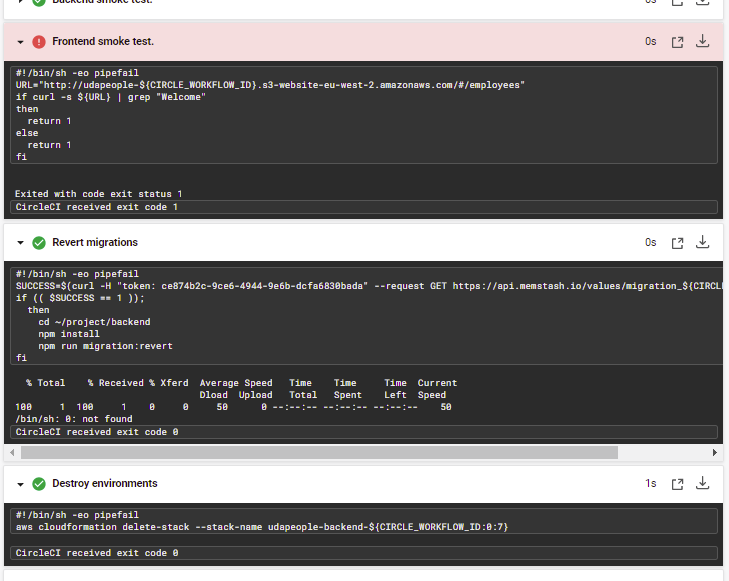 Backend smoke test.
0s
Frontend smoke test.
0s
#!/bin/sh -eo pipefail
URL="http://udapeople-${CIRCLE_WORKFLOW_ID}.s3-website-eu-west-2.amazonaws.com/#/employees"
if curl -s ${URL} | grep "Welcome"
then
  return 1
else
  return 1
fi
Exited with code exit status 1
CircleCI received exit code 1
Revert migrations
0s
#!/bin/sh -eo pipefail
SUCCESS=$(curl -H "token: ce874b2c-9ce6-4944-9e6b-dcfa6830bada" --request GET https://api.memstash.io/values/migration_${CIRCL
if (( $SUCCESS == 1 ));
  then
    cd ~/project/backend
    npm install
    npm run migration:revert
fi
  % Total    % Received % Xferd  Average Speed   Time    Time     Time  Current
                                 Dload  Upload   Total   Spent    Left  Speed
100     1  100     1    0     0     50      0 --:--:-- --:--:-- --:--:--    50
/bin/sh: 0: not found
CircleCI received exit code 0
Destroy environments
1s
#!/bin/sh -eo pipefail
aws cloudformation delete-stack --stack-name udapeople-backend-${CIRCLE_WORKFLOW_ID:0:7}
CircleCI received exit code 0